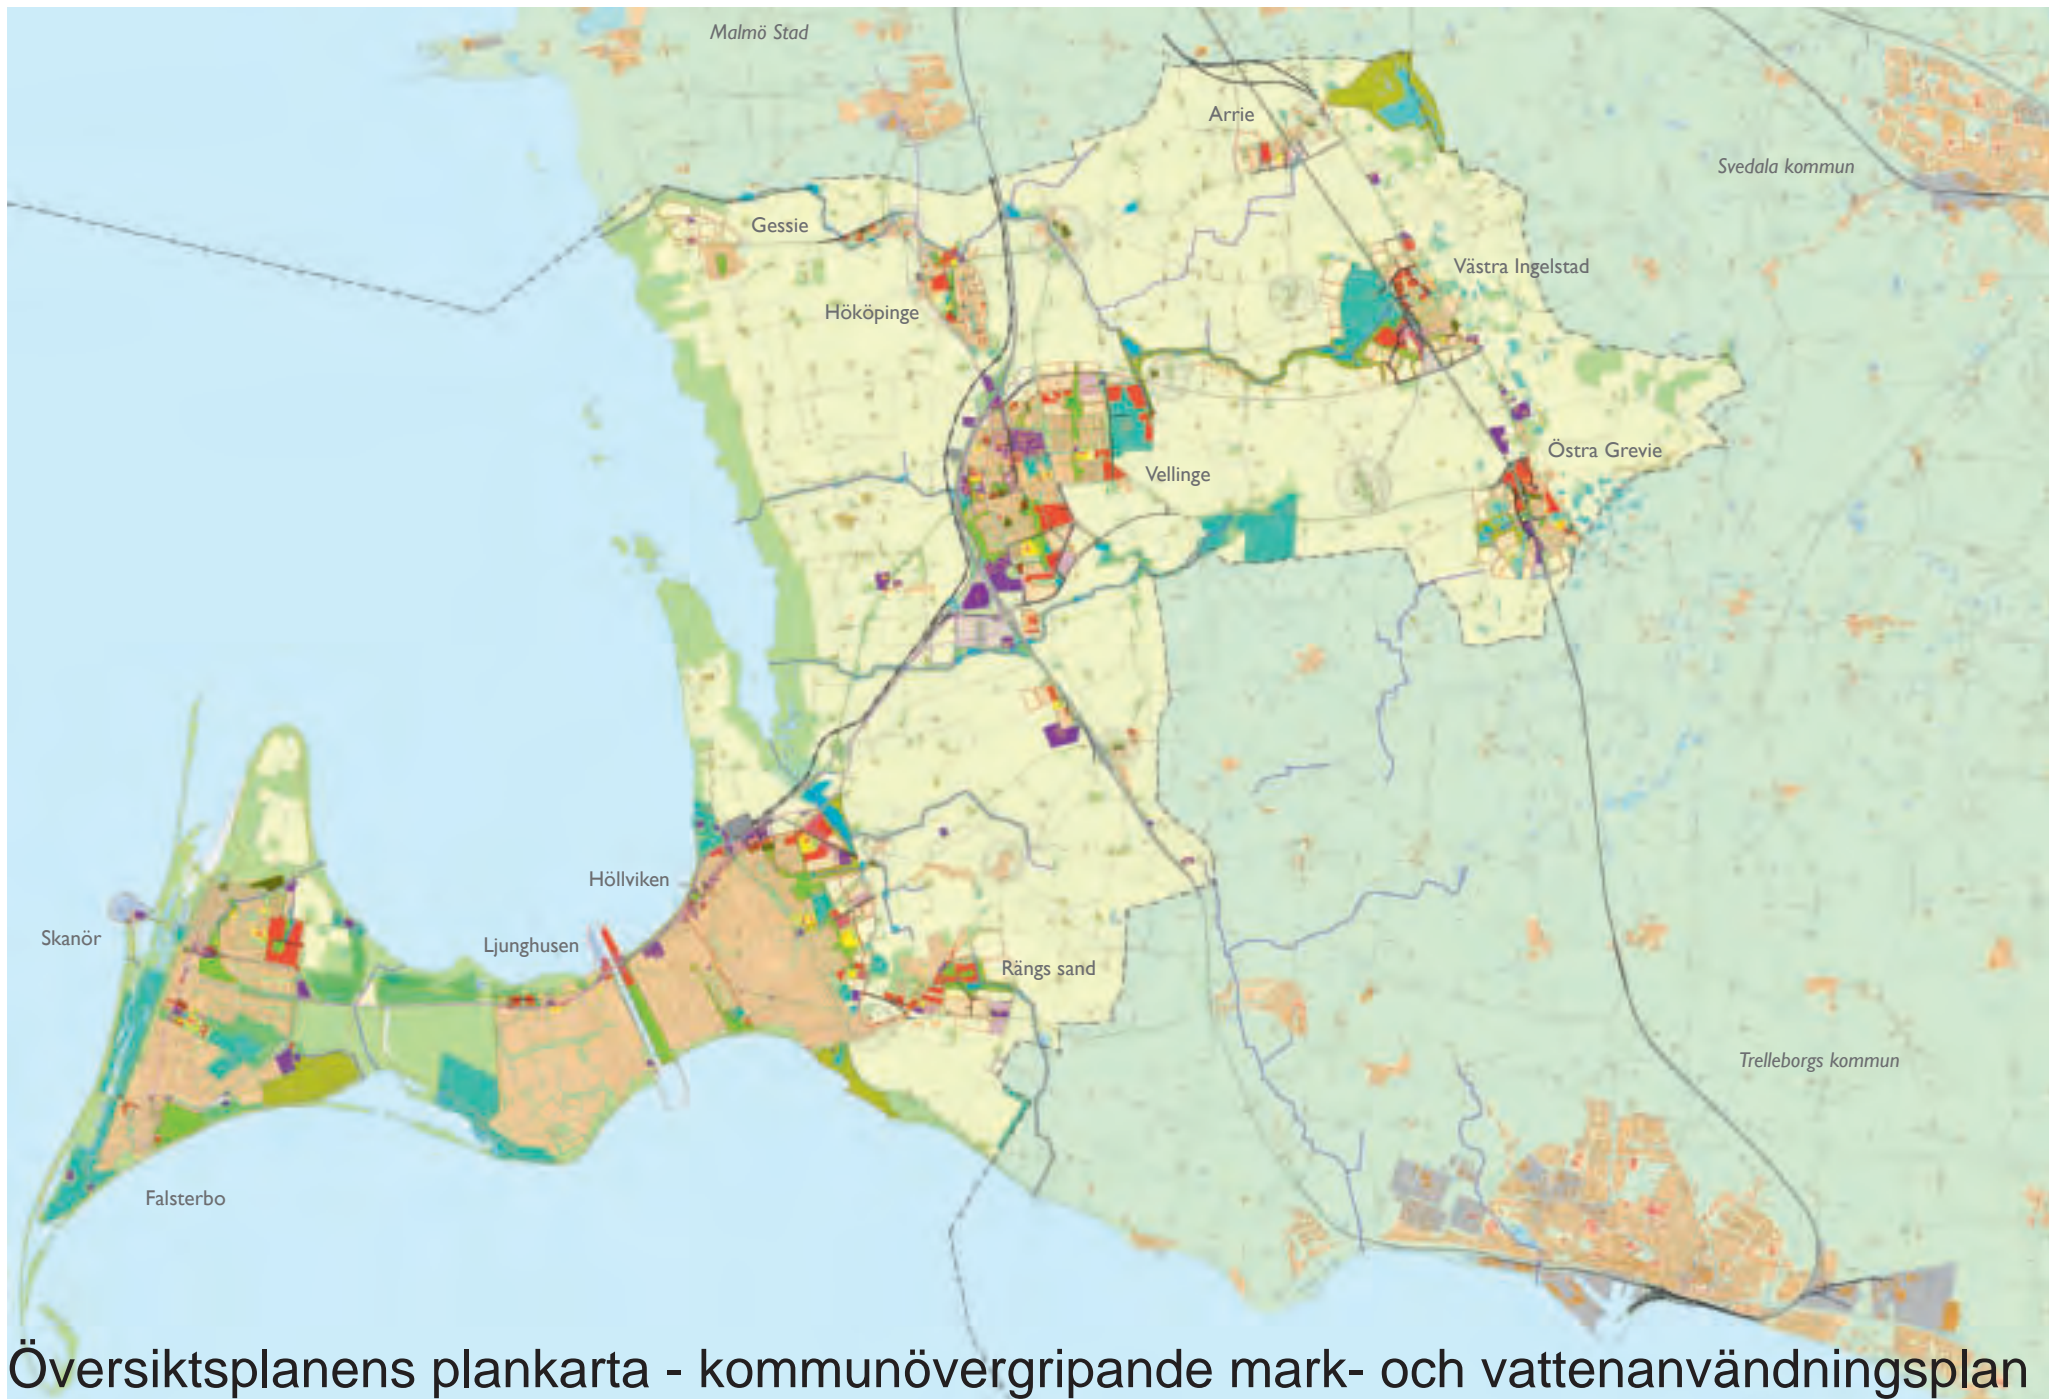 Malmö Stad
Arrie
Svedala kommun
Gessie
Västra Ingelstad
Hököpinge
Östra Grevie
Vellinge
Höllviken
Skanör
Ljunghusen
Rängs sand
Trelleborgs kommun
Falsterbo
Översiktsplanens plankarta - kommunövergripande mark- och vattenanvändningsplan